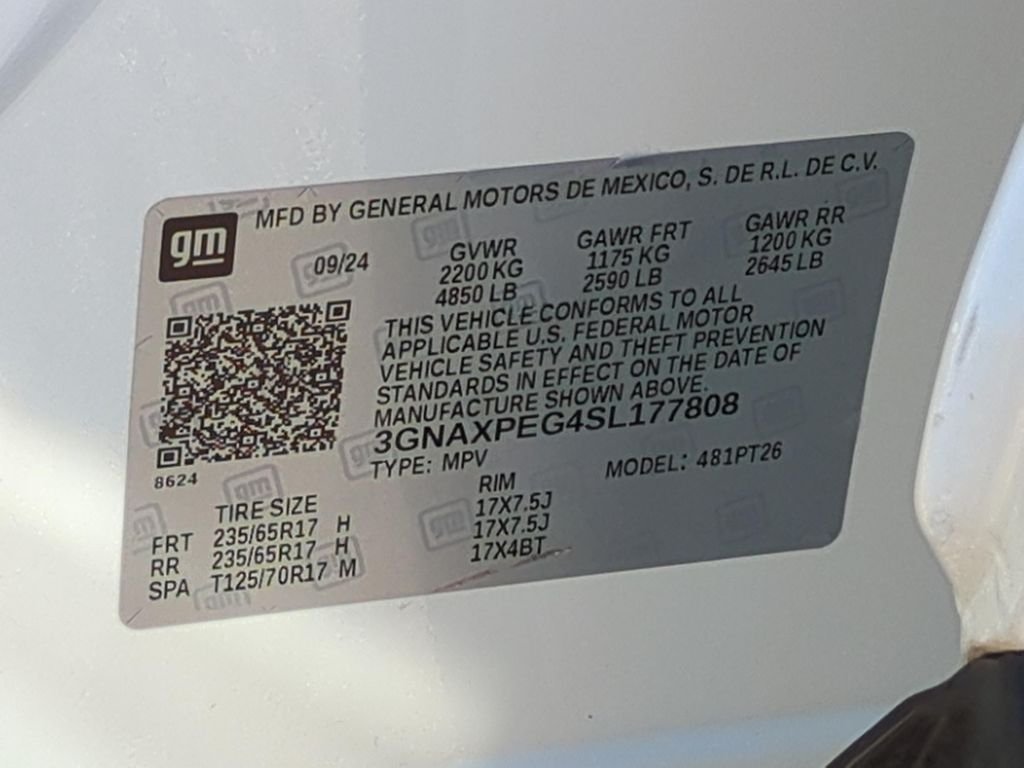 gm
MFD BY GENERAL MOTORS DE MEXICO, S. DE R.L. DE C.V.
09/24
GVWR
2200 KG
4850 LB
GAWR FRT
1175 KG
2590 LB
GAWR RR
1200 KG
2645 LB
THIS VEHICLE CONFORMS TO ALL
APPLICABLE U.S. FEDERAL MOTOR
VEHICLE SAFETY AND THEFT PREVENTION
STANDARDS IN EFFECT ON THE DATE OF
MANUFACTURE SHOWN ABOVE.
3GNAXPEG4SL177808
TYPE: MPV MODEL: 481PT26
8624
TIRE SIZE RIM
FRT 235/65R17 H 17X7.5J
RR 235/65R17 H 17X7.5J
SPA T125/70R17 M 17X4BT